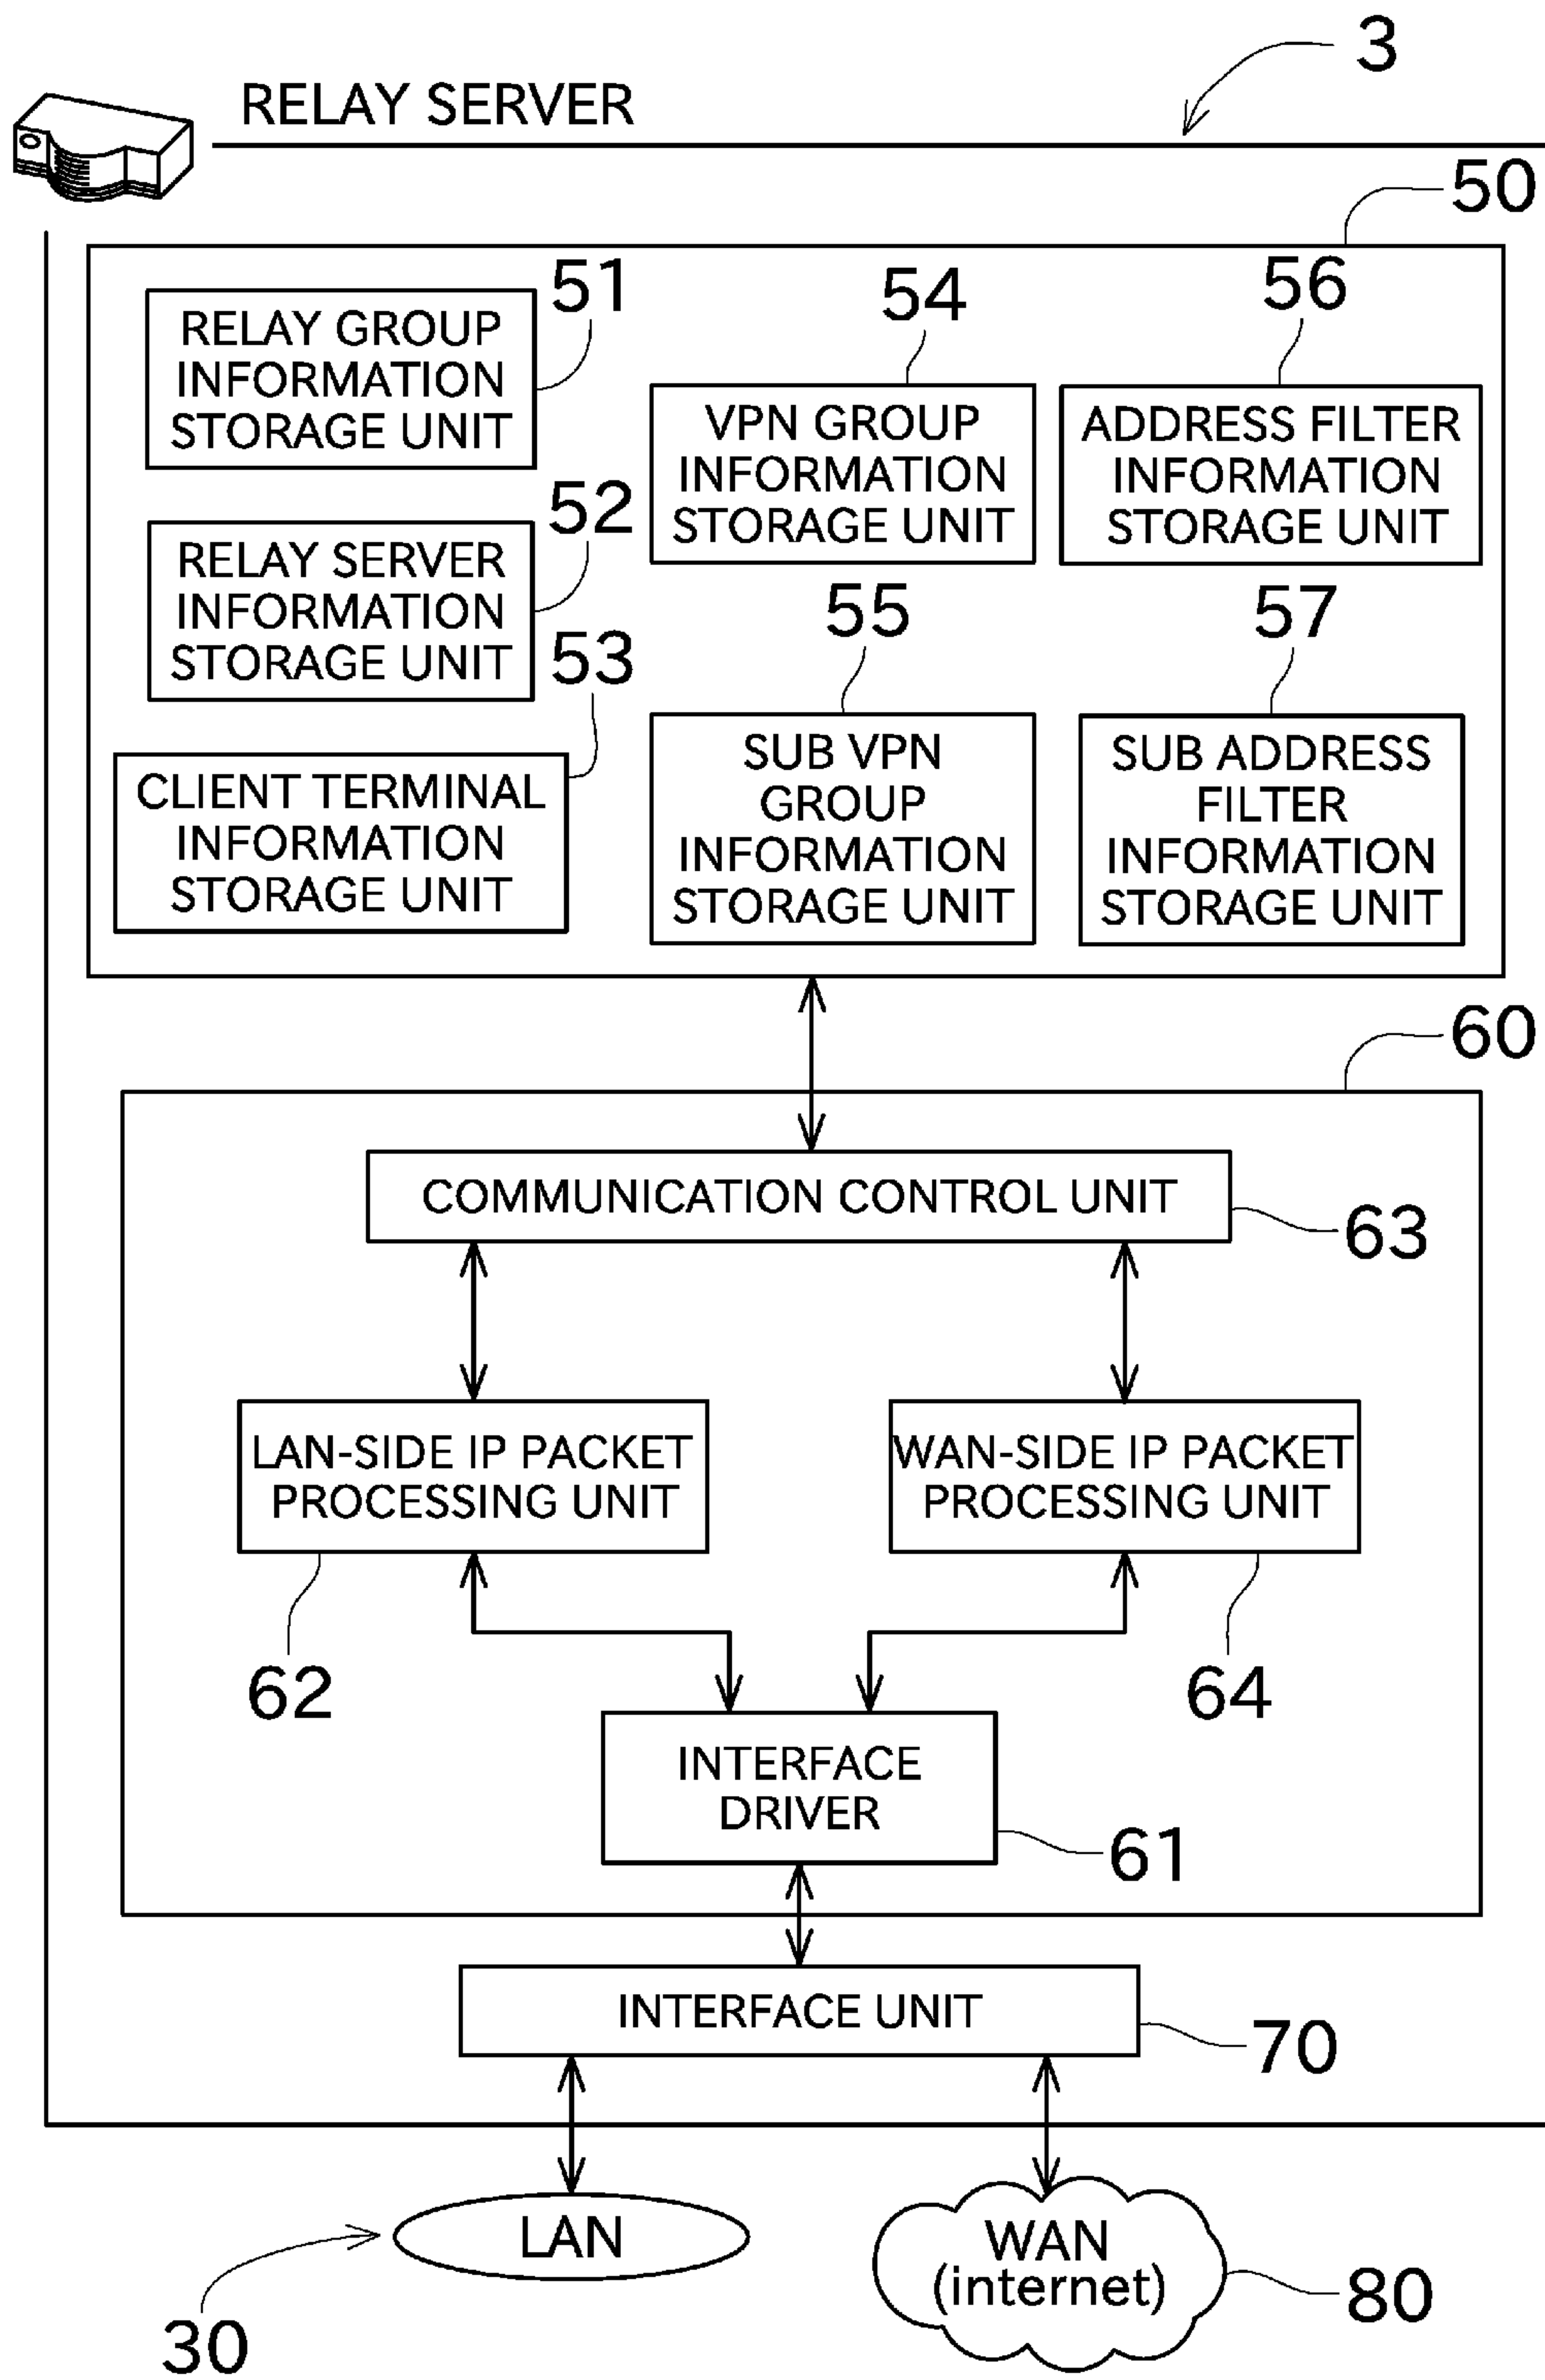 3
RELAY SERVER
50
51
54
56
RELAY GROUP
INFORMATION
STORAGE UNIT
VPN GROUP
INFORMATION
STORAGE UNIT
ADDRESS FILTER
INFORMATION
STORAGE UNIT
52
RELAY SERVER
INFORMATION
STORAGE UNIT
55
57
53
CLIENT TERMINAL
INFORMATION
STORAGE UNIT
SUB VPN
GROUP
INFORMATION
STORAGE UNIT
SUB ADDRESS
FILTER
INFORMATION
STORAGE UNIT
60
COMMUNICATION CONTROL UNIT
63
LAN-SIDE IP PACKET
PROCESSING UNIT
WAN-SIDE IP PACKET
PROCESSING UNIT
62
64
INTERFACE
DRIVER
61
INTERFACE UNIT
70
LAN
WAN
(internet)
80
30